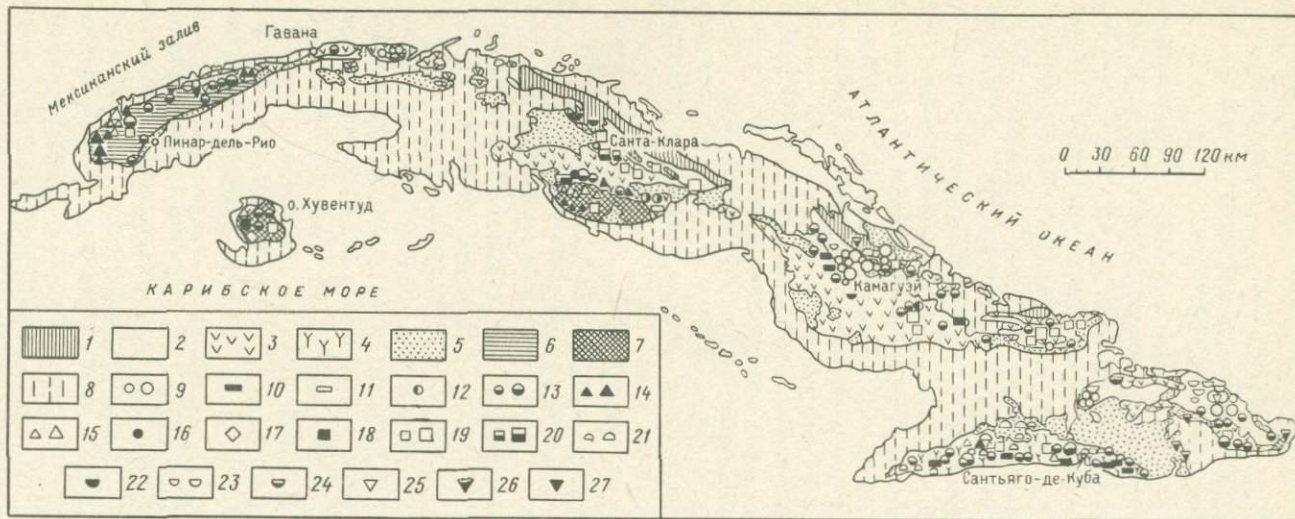 Мексиканский залив
Гавана
Пинар-дель-Рио
Санта-Клара
АТЛАНТИЧЕСКИЙ ОКЕАН
0 30 60 90 120 км
о. Хувентуд
КАРИБСКОЕ МОРЕ
Камагуэй
Сантьяго-де-Куба
1 2 3 4 5 6 7
8 9 10 11 12 13 14
15 16 17 18 19 20 21
22 23 24 25 26 27